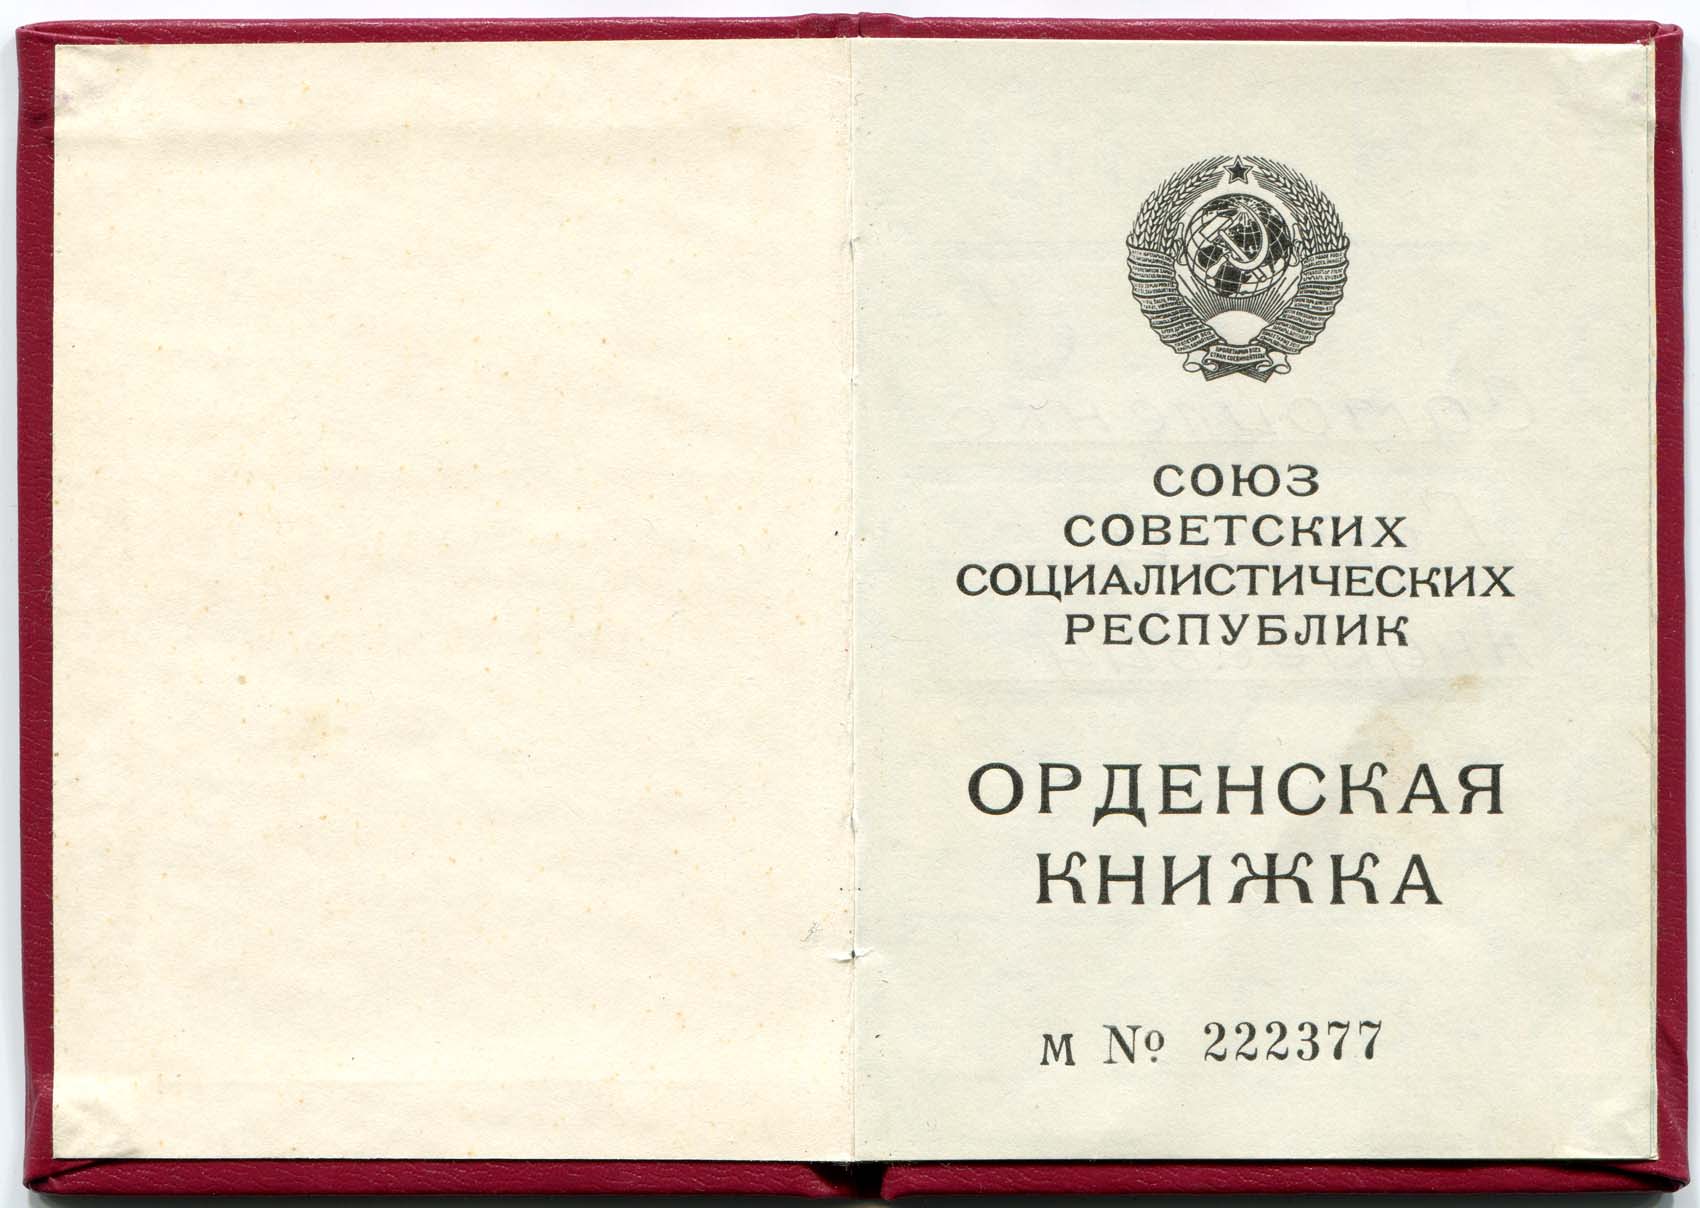 СОЮЗ
СОВЕТСКИХ
СОЦИАЛИСТИЧЕСКИХ
РЕСПУБЛИК
ОРДЕНСКАЯ
КНИЖКА
М № 222377